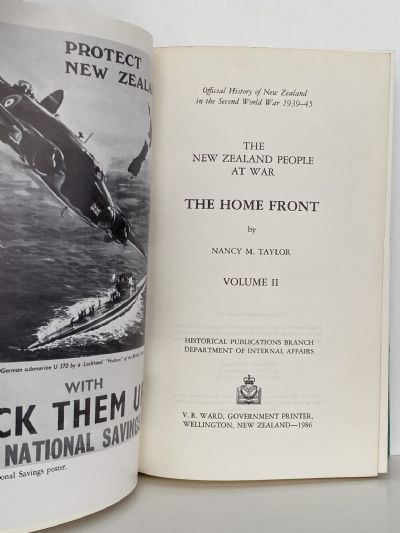 PROTECT
NEW ZEAL
German submarine U 570 by a Lockheed "Hudson" of the
WITH
CK THEM U
NATIONAL SAVINGS
onal Savings poster.
Official History of New Zealand
in the Second World War 1939–45
THE
NEW ZEALAND PEOPLE
AT WAR
THE HOME FRONT
by
NANCY M. TAYLOR
VOLUME II
HISTORICAL PUBLICATIONS BRANCH
DEPARTMENT OF INTERNAL AFFAIRS
V. R. WARD, GOVERNMENT PRINTER,
WELLINGTON, NEW ZEALAND—1986